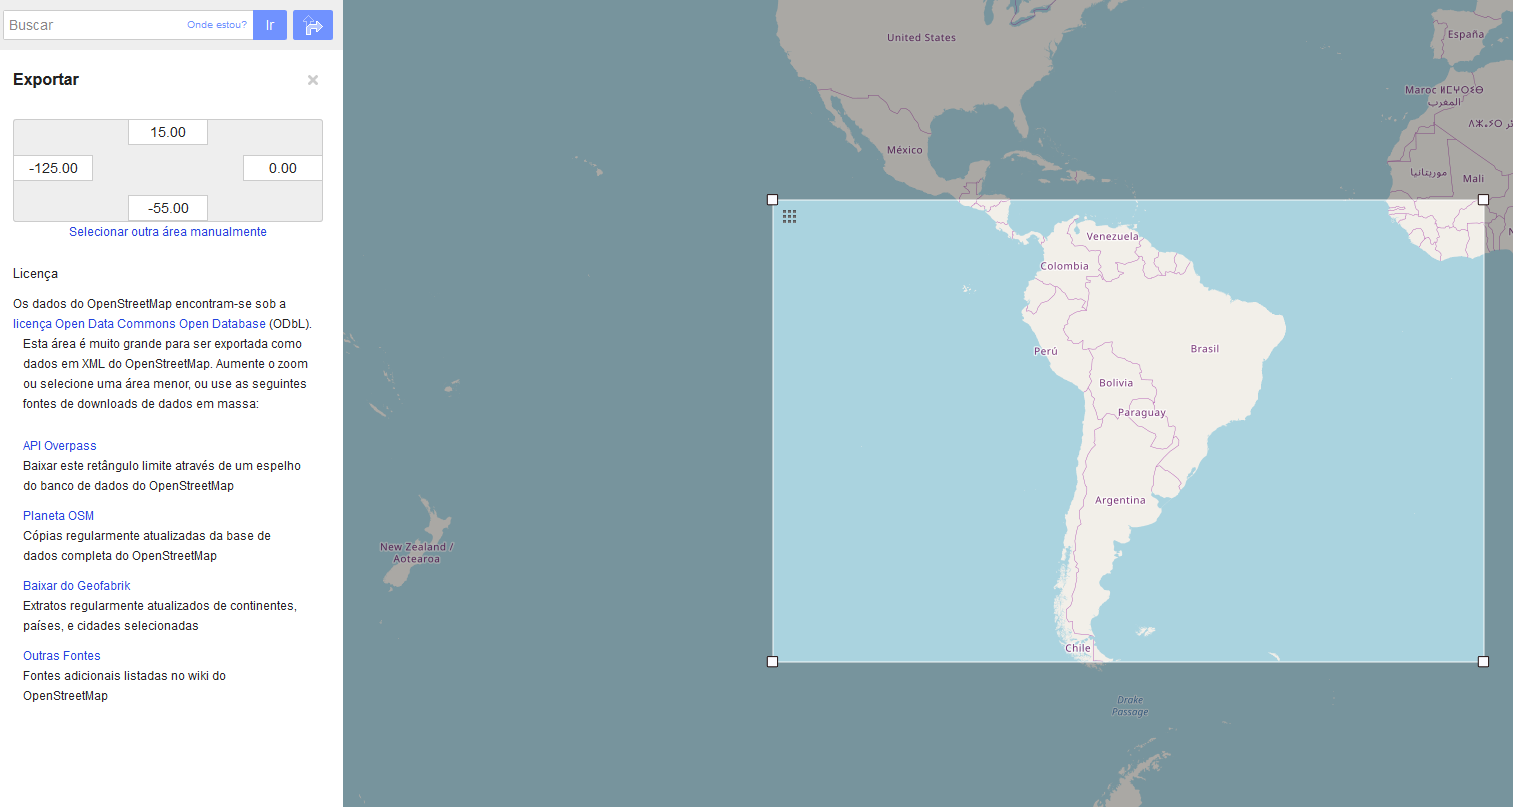 Buscar
Onde estou?
Ir
Exportar
×
15.00
-125.00
0.00
-55.00
Selecionar outra área manualmente
Licença
Os dados do OpenStreetMap encontram-se sob a
licença Open Data Commons Open Database (ODbL).
Esta área é muito grande para ser exportada como
dados em XML do OpenStreetMap. Aumente o zoom
ou selecione uma área menor, ou use as seguintes
fontes de downloads de dados em massa:
API Overpass
Baixar este retângulo limite através de um espelho
do banco de dados do OpenStreetMap
Planeta OSM
Cópias regularmente atualizadas da base de
dados completa do OpenStreetMap
Baixar do Geofabrik
Extratos regularmente atualizados de continentes,
países, e cidades selecionadas
Outras Fontes
Fontes adicionais listadas no wiki do
OpenStreetMap
United States
España
Maroc ⵍⵎⵖⵔⵉⴱ
المغرب
México
موريتانيا
Mali
Venezuela
Colombia
Perú
Brasil
Bolivia
Paraguay
Argentina
New Zealand /
Aotearoa
Chile
Drake
Passage